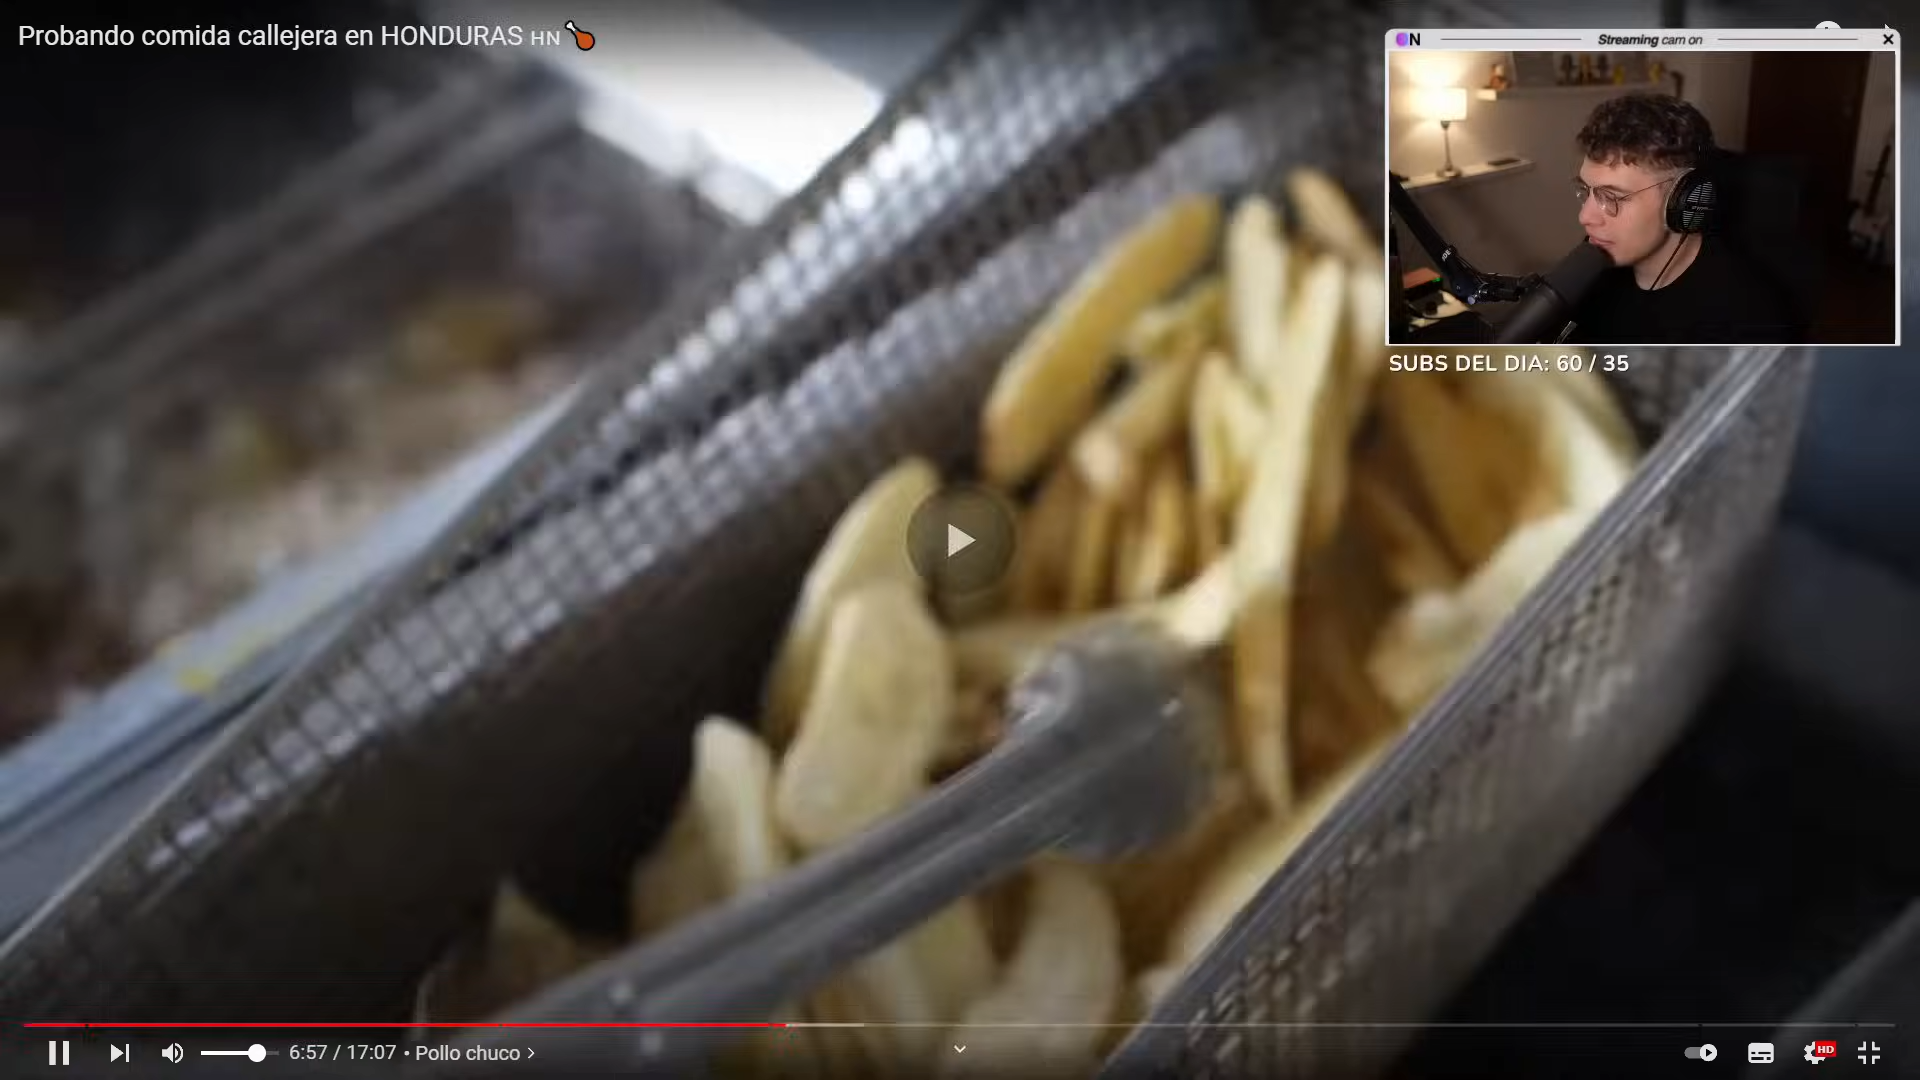 Probando comida callejera en HONDURAS HN
N Streaming cam on
SUBS DEL DIA: 60 / 35
6:57 / 17:07 • Pollo chuco
HD